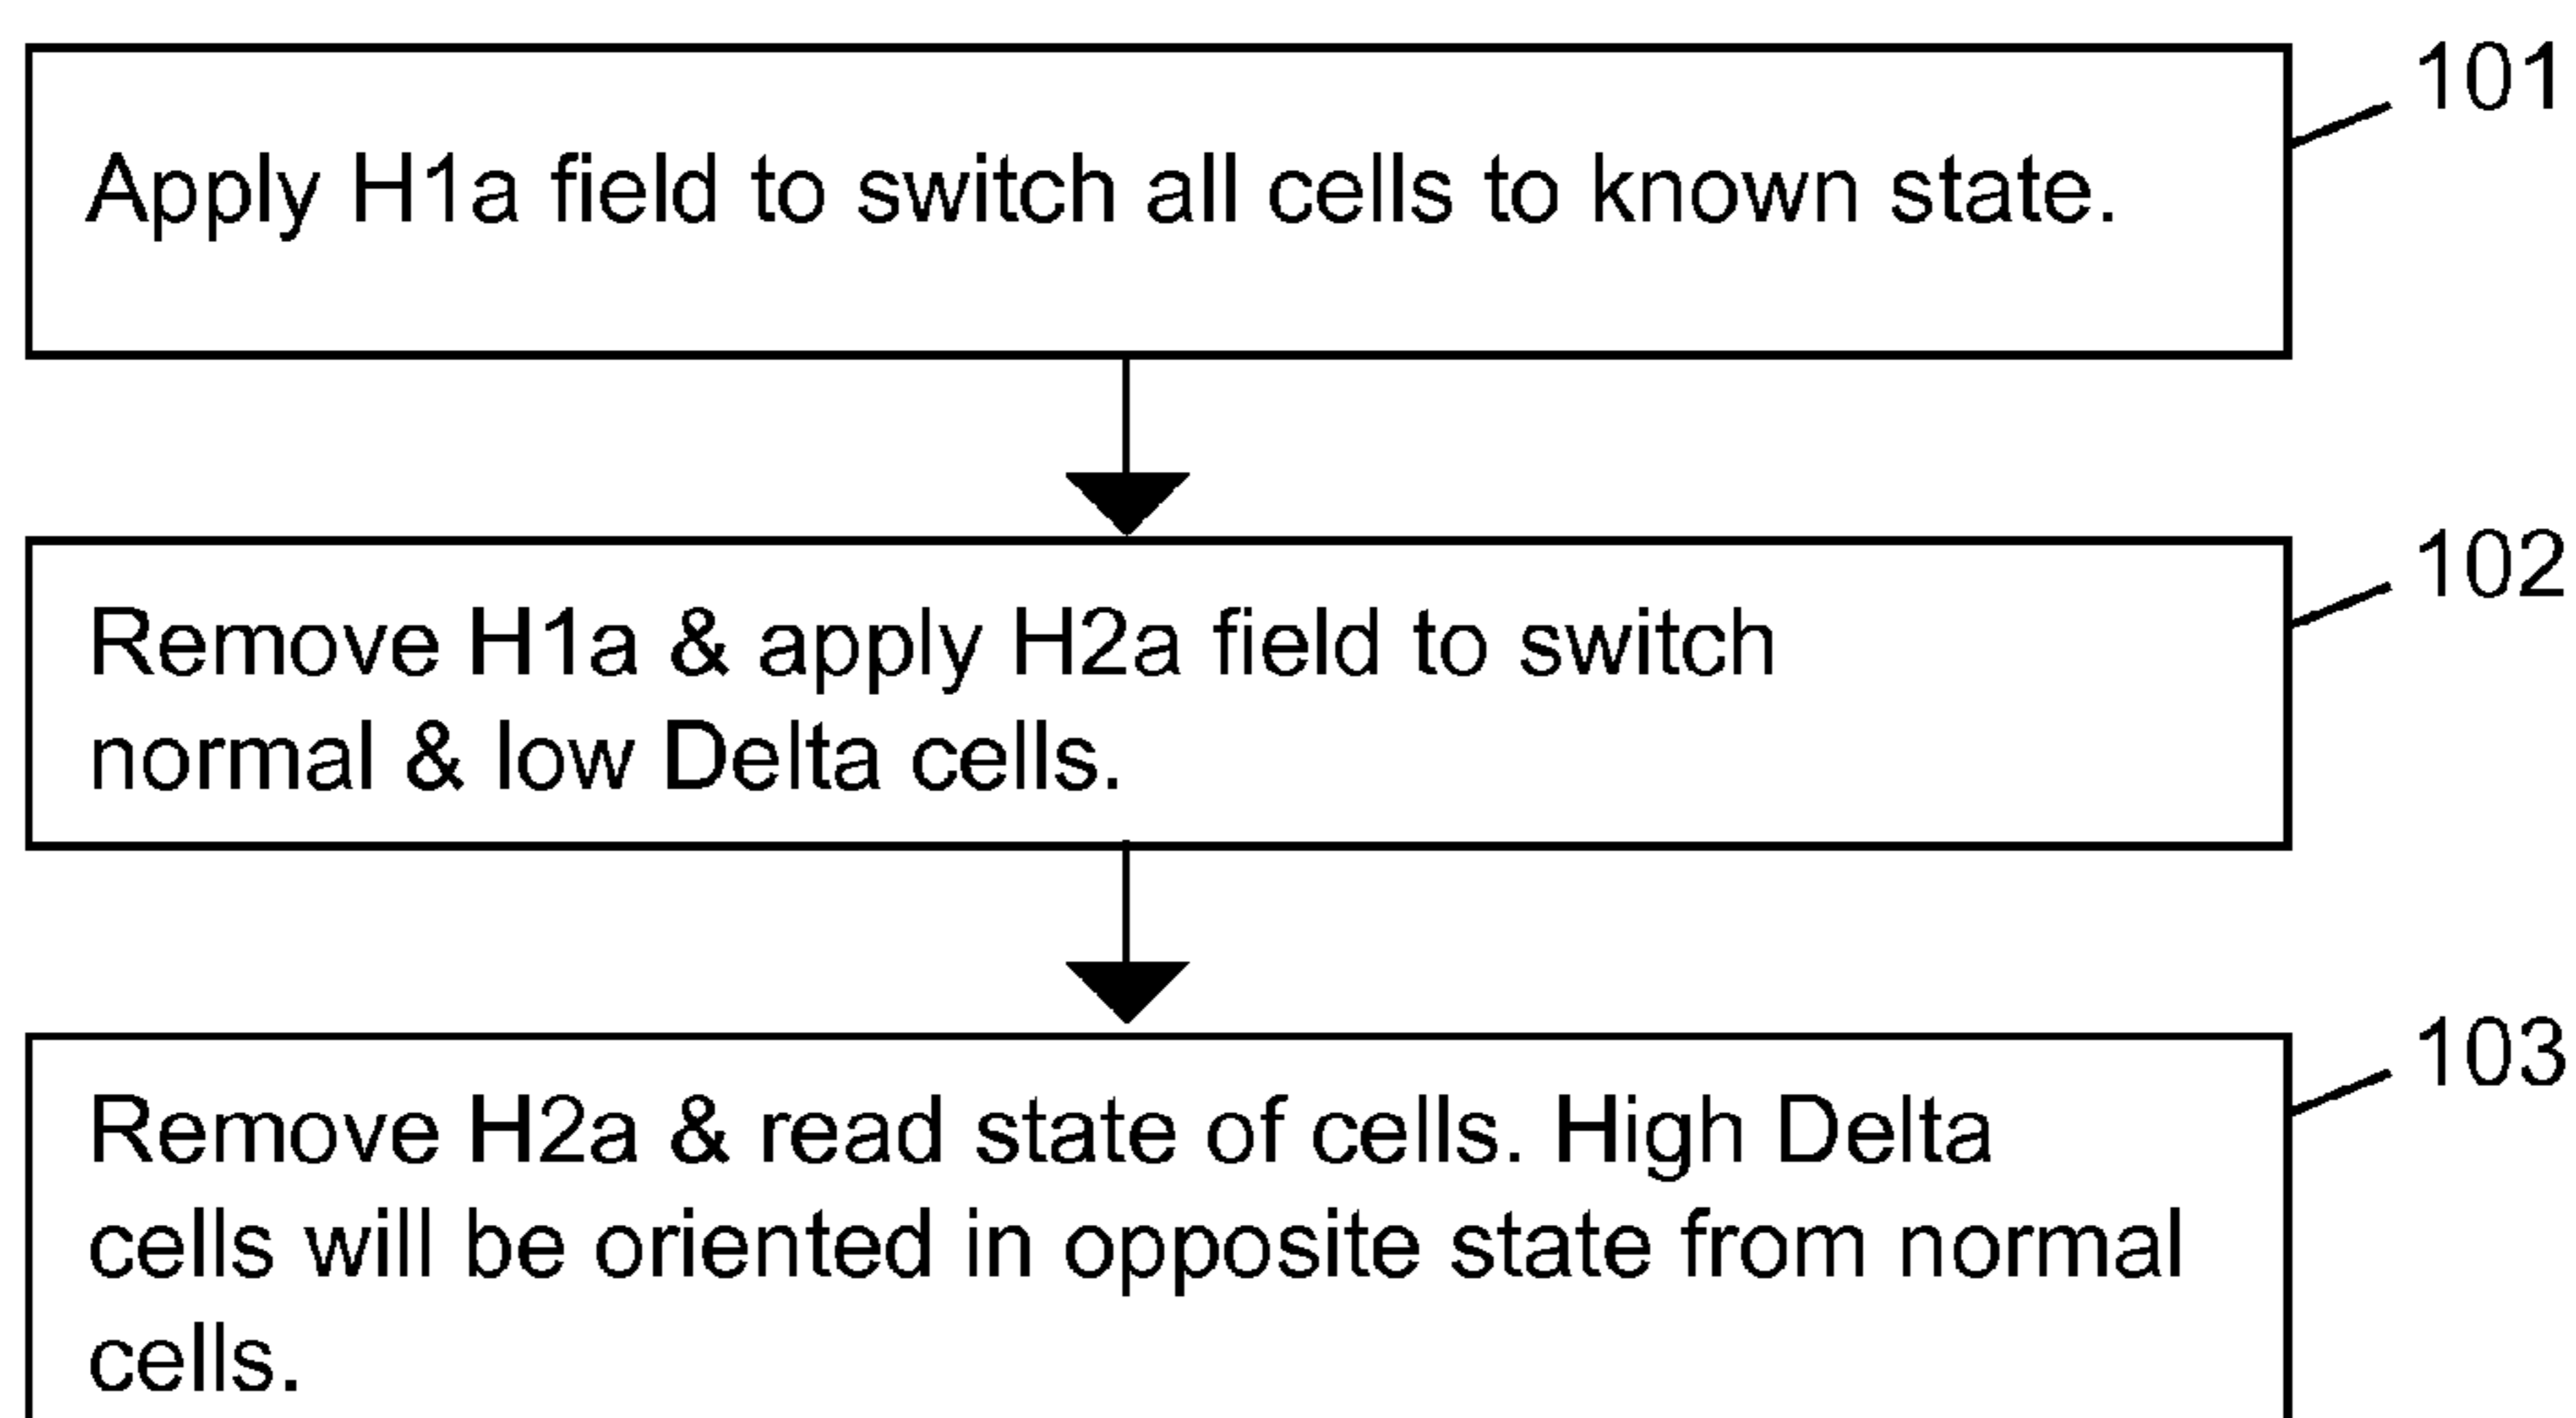 101
Apply H1a field to switch all cells to known state.
102
Remove H1a & apply H2a field to switch
normal & low Delta cells.
103
Remove H2a & read state of cells. High Delta
cells will be oriented in opposite state from normal
cells.